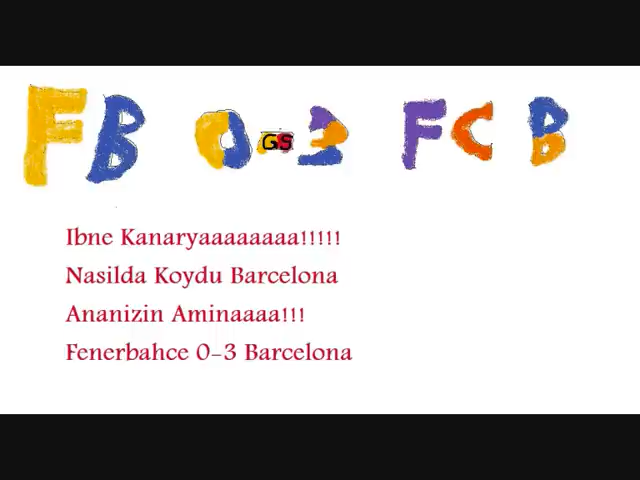 FB 0-3 FCB
GS
Ibne Kanaryaaaaaaaa!!!!!
Nasilda Koydu Barcelona
Ananizin Aminaaaa!!!
Fenerbahce 0-3 Barcelona